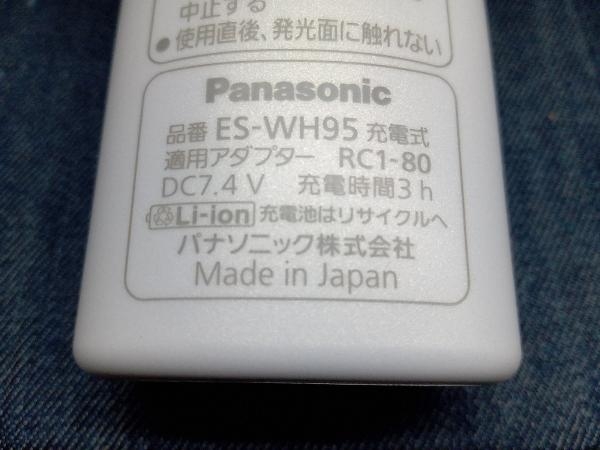 中止する
● 使用直後、発光面に触れない
Panasonic
品番 ES-WH95 充電式
適用アダプター RC1-80
DC7.4 V 充電時間3 h
Li-ion 充電池はリサイクルへ
パナソニック株式会社
Made in Japan